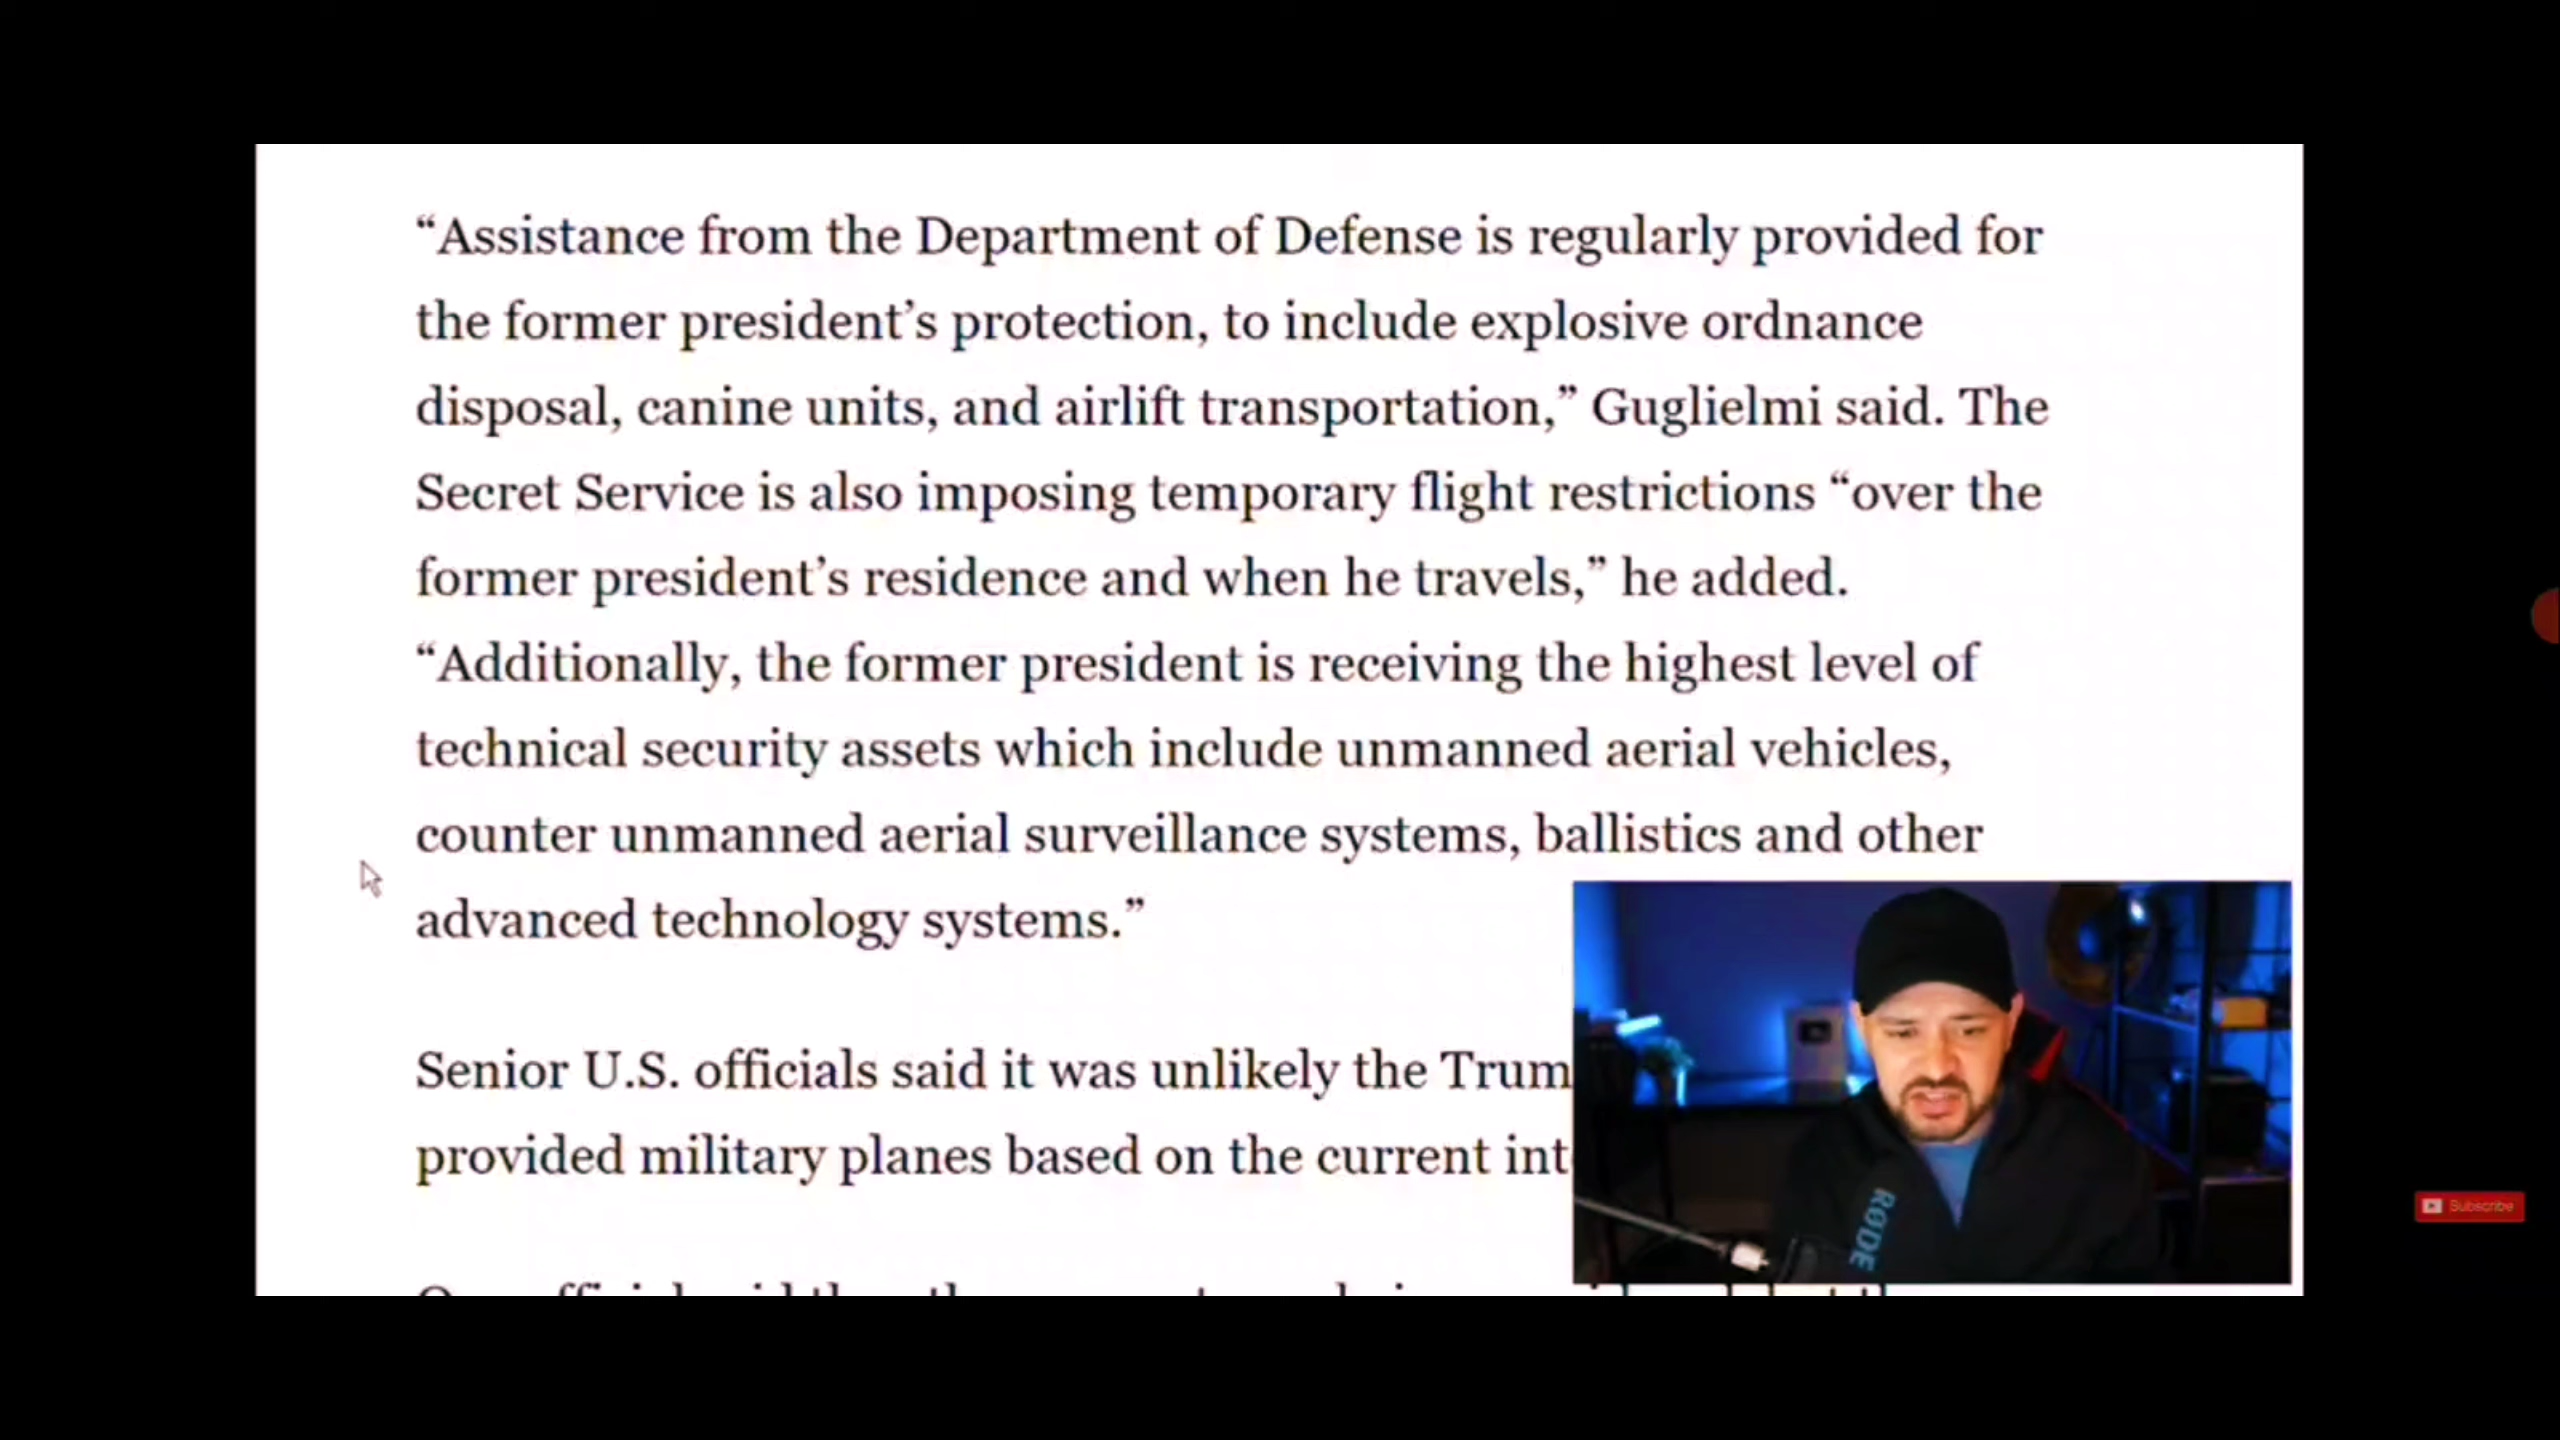 “Assistance from the Department of Defense is regularly provided for
the former president’s protection, to include explosive ordnance
disposal, canine units, and airlift transportation,” Guglielmi said. The
Secret Service is also imposing temporary flight restrictions “over the
former president’s residence and when he travels,” he added.
“Additionally, the former president is receiving the highest level of
technical security assets which include unmanned aerial vehicles,
counter unmanned aerial surveillance systems, ballistics and other
advanced technology systems.”
Senior U.S. officials said it was unlikely the
provided military planes based on the current
RØDE
Subscribe